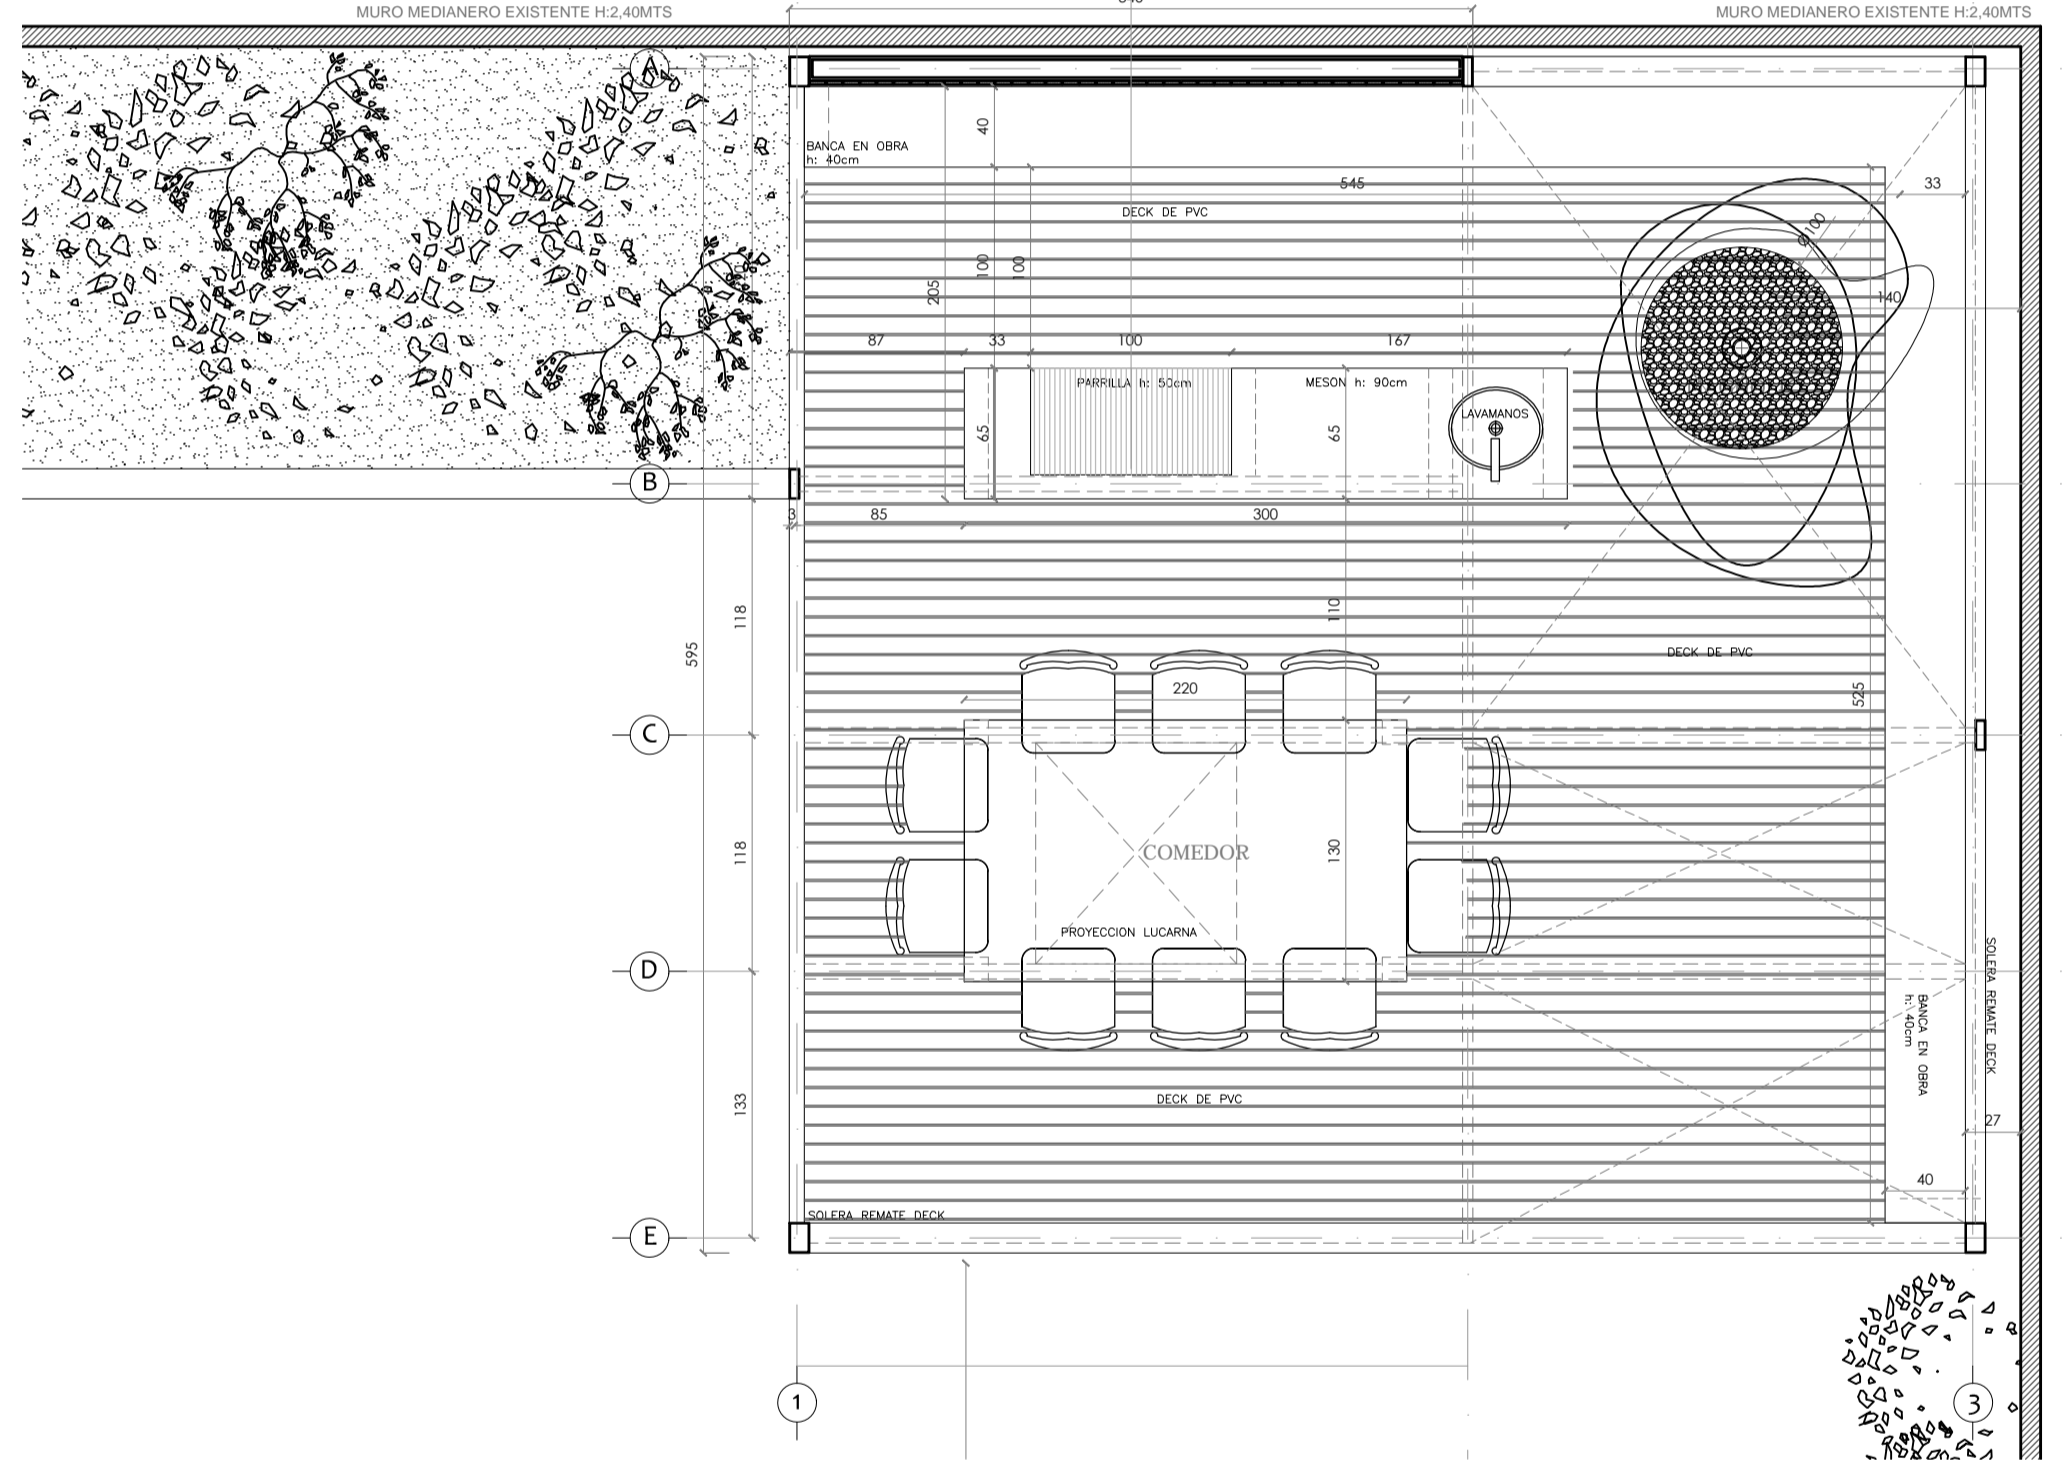 MURO MEDIANERO EXISTENTE H:2,40MTS
MURO MEDIANERO EXISTENTE H:2,40MTS
A
40
BANCA EN OBRA
h: 40cm
545
33
DECK DE PVC
Ø100
205
100
100
140
87
33
100
167
PARRILLA h: 50cm
MESON h: 90cm
LAVAMANOS
65
65
B
3
85
300
118
110
595
DECK DE PVC
220
525
C
118
COMEDOR
130
PROYECCION LUCARNA
D
SOLERA REMATE DECK
BANCA EN OBRA
h: 40cm
133
DECK DE PVC
27
40
SOLERA REMATE DECK
E
1
3